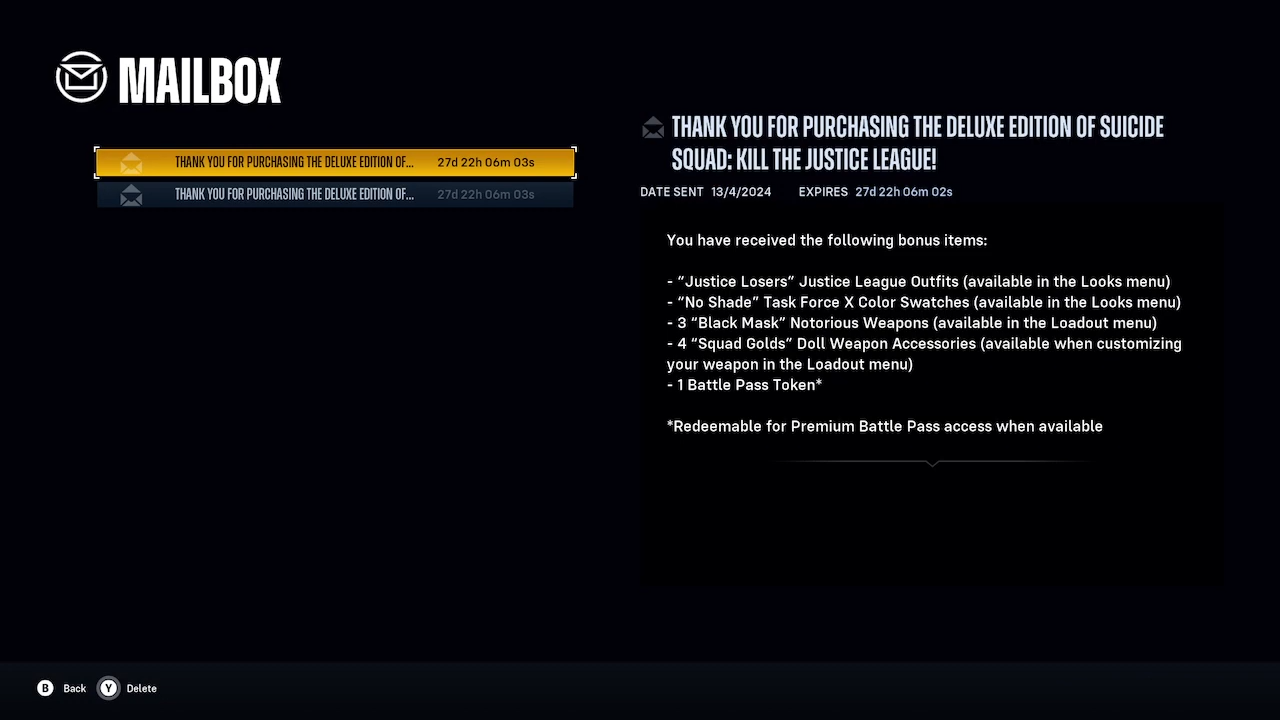 MAILBOX
THANK YOU FOR PURCHASING THE DELUXE EDITION OF... 27d 22h 06m 03s
THANK YOU FOR PURCHASING THE DELUXE EDITION OF... 27d 22h 06m 03s
THANK YOU FOR PURCHASING THE DELUXE EDITION OF SUICIDE
SQUAD: KILL THE JUSTICE LEAGUE!
DATE SENT 13/4/2024 EXPIRES 27d 22h 06m 02s
You have received the following bonus items:
- “Justice Losers” Justice League Outfits (available in the Looks menu)
- “No Shade” Task Force X Color Swatches (available in the Looks menu)
- 3 “Black Mask” Notorious Weapons (available in the Loadout menu)
- 4 “Squad Golds” Doll Weapon Accessories (available when customizing
your weapon in the Loadout menu)
- 1 Battle Pass Token*
*Redeemable for Premium Battle Pass access when available
B Back Y Delete